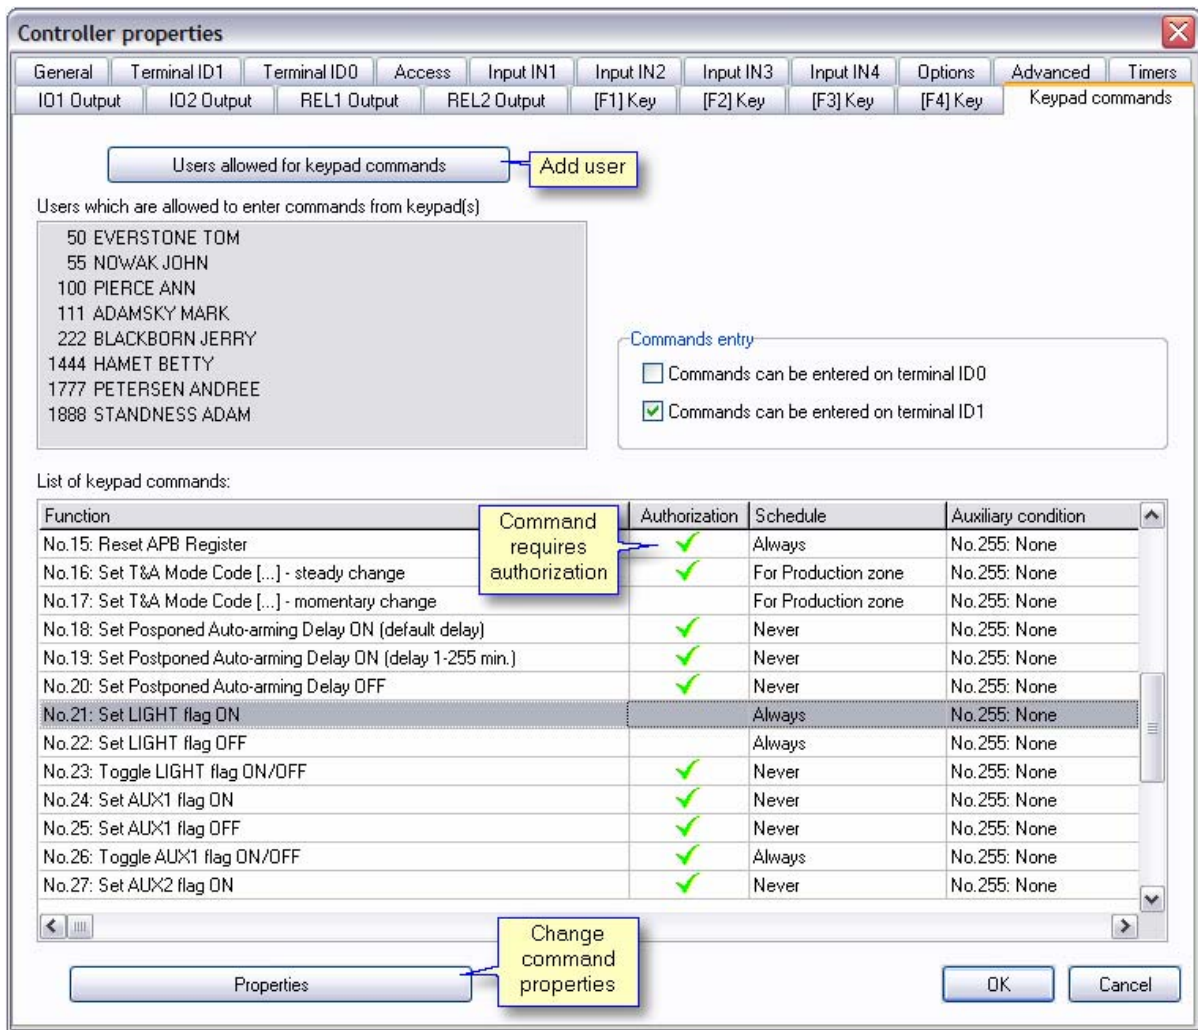 Controller properties
General Terminal ID1 Terminal ID0 Access Input IN1 Input IN2 Input IN3 Input IN4 Options Advanced Timers
IO1 Output IO2 Output REL1 Output REL2 Output [F1] Key [F2] Key [F3] Key [F4] Key Keypad commands
Users allowed for keypad commands Add user
Users which are allowed to enter commands from keypad(s)
50 EVERSTONE TOM
55 NOWAK JOHN
100 PIERCE ANN
111 ADAMSKY MARK
222 BLACKBORN JERRY
1444 HAMET BETTY
1777 PETERSEN ANDREE
1888 STANDNESS ADAM
Commands entry
Commands can be entered on terminal ID0
Commands can be entered on terminal ID1
List of keypad commands:
Function Authorization Schedule Auxiliary condition
Command
requires
authorization
No.15: Reset APB Register Always No.255: None
No.16: Set T&A Mode Code [...] - steady change For Production zone No.255: None
No.17: Set T&A Mode Code [...] - momentary change For Production zone No.255: None
No.18: Set Posponed Auto-arming Delay ON (default delay) Never No.255: None
No.19: Set Postponed Auto-arming Delay ON (delay 1-255 min.) Never No.255: None
No.20: Set Postponed Auto-arming Delay OFF Never No.255: None
No.21: Set LIGHT flag ON Always No.255: None
No.22: Set LIGHT flag OFF Always No.255: None
No.23: Toggle LIGHT flag ON/OFF Never No.255: None
No.24: Set AUX1 flag ON Never No.255: None
No.25: Set AUX1 flag OFF Never No.255: None
No.26: Toggle AUX1 flag ON/OFF Always No.255: None
No.27: Set AUX2 flag ON Never No.255: None
Change
command
properties
Properties OK Cancel